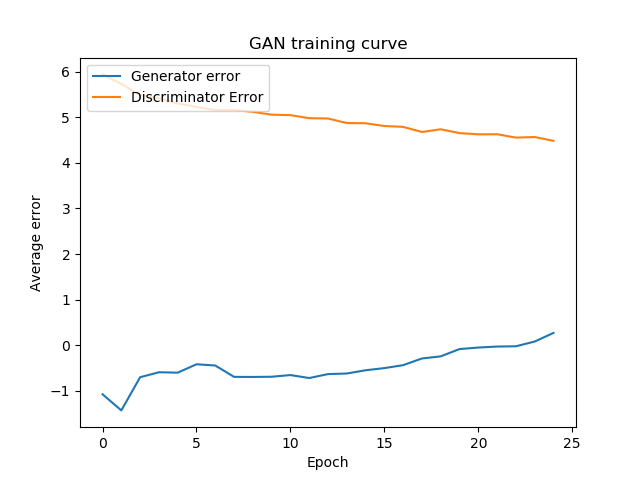 GAN training curve
Generator error
Discriminator Error
6
5
4
3
2
1
0
−1
Average error
0
5
10
15
20
25
Epoch